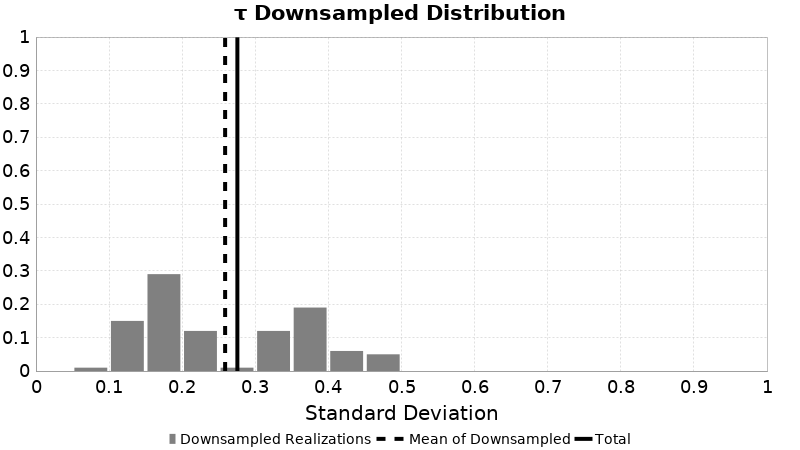 τ Downsampled Distribution
1
0.9
0.8
0.7
0.6
0.5
0.4
0.3
0.2
0.1
0
0 0.1 0.2 0.3 0.4 0.5 0.6 0.7 0.8 0.9 1
Standard Deviation
Downsampled Realizations Mean of Downsampled Total